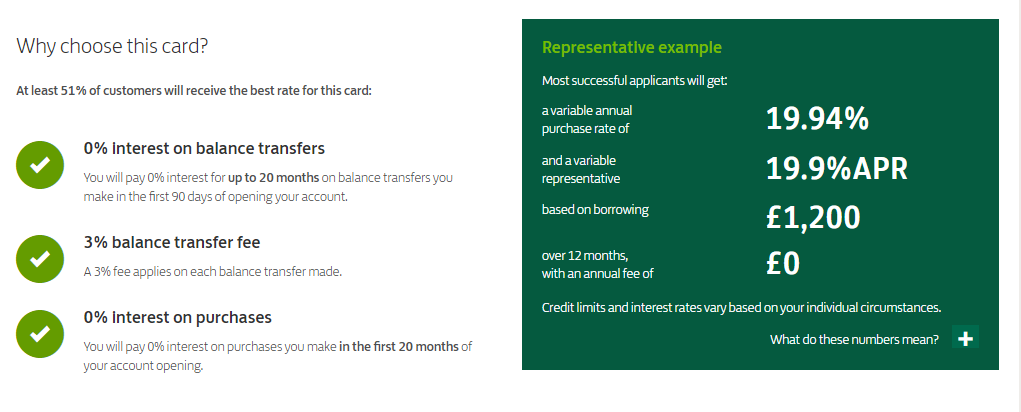 Why choose this card?
At least 51% of customers will receive the best rate for this card:
0% interest on balance transfers
You will pay 0% interest for up to 20 months on balance transfers you
make in the first 90 days of opening your account.
3% balance transfer fee
A 3% fee applies on each balance transfer made.
0% interest on purchases
You will pay 0% interest on purchases you make in the first 20 months of
your account opening.
Representative example
Most successful applicants will get:
a variable annual
purchase rate of
19.94%
and a variable
representative
19.9%APR
based on borrowing
£1,200
over 12 months,
with an annual fee of
£0
Credit limits and interest rates vary based on your individual circumstances.
What do these numbers mean? +